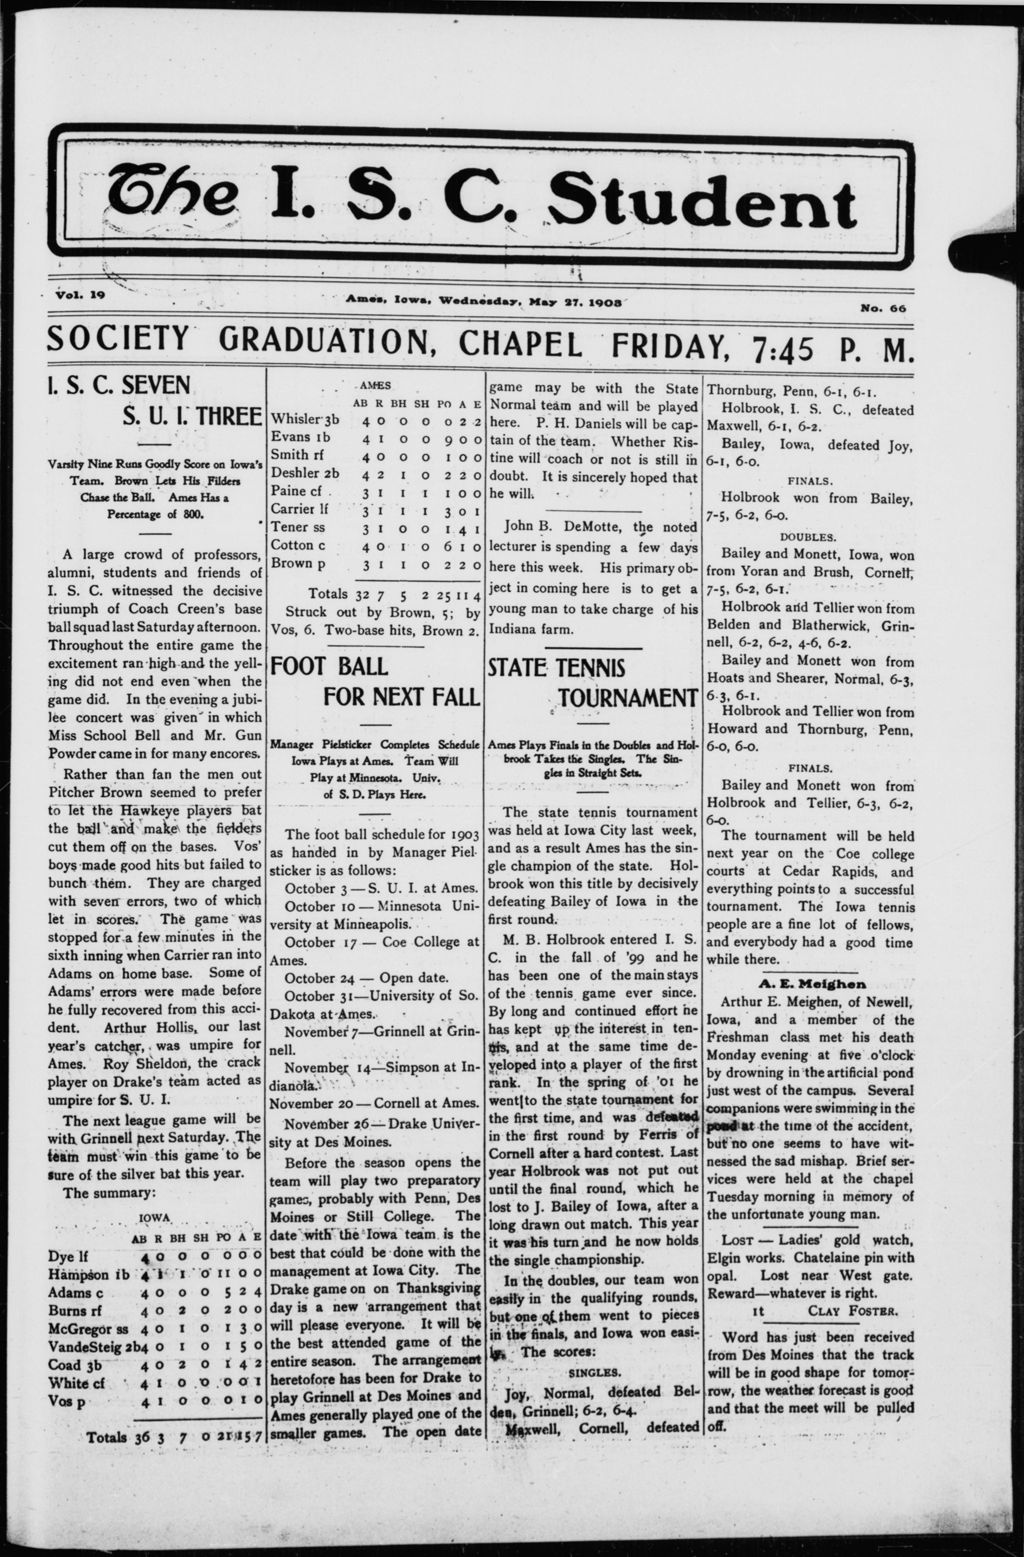 The I. S. C. Student
Vol. 19
Ames, Iowa, Wednesday, May 27, 1903
No. 66
SOCIETY GRADUATION, CHAPEL FRIDAY, 7:45 P. M.
I. S. C. SEVEN
S. U. I. THREE
Varsity Nine Runs Goodly Score on Iowa's
Team. Brown Lets His Filders
Chase the Ball. Ames Has a
Percentage of 800.
A large crowd of professors,
alumni, students and friends of
I. S. C. witnessed the decisive
triumph of Coach Creen's base
ball squad last Saturday afternoon.
Throughout the entire game the
excitement ran high and the yell-
ing did not end even when the
game did. In the evening a jubi-
lee concert was given in which
Miss School Bell and Mr. Gun
Powder came in for many encores.
Rather than fan the men out
Pitcher Brown seemed to prefer
to let the Hawkeye players bat
the ball and make the fielders
cut them off on the bases. Vos'
boys made good hits but failed to
bunch them. They are charged
with seven errors, two of which
let in scores. The game was
stopped for a few minutes in the
sixth inning when Carrier ran into
Adams on home base. Some of
Adams' errors were made before
he fully recovered from this acci-
dent. Arthur Hollis, our last
year's catcher, was umpire for
Ames. Roy Sheldon, the crack
player on Drake's team acted as
umpire for S. U. I.
The next league game will be
with Grinnell next Saturday. The
team must win this game to be
sure of the silver bat this year.
The summary:
IOWA
AB R BH SH PO A E
Dye lf 4 0 0 0 0 0 0
Hampson 1b 4 1 1 0 11 0 0
Adams c 4 0 0 0 5 2 4
Burns rf 4 0 2 0 2 0 0
McGregor ss 4 0 1 0 1 3 0
VandeSteig 2b 4 0 1 0 1 5 0
Coad 3b 4 0 2 0 1 4 2
White cf 4 1 0 0 0 0 1
Vos p 4 1 0 0 0 1 0
Totals 36 3 7 0 21 15 7
AMES
AB R BH SH PO A E
Whisler 3b 4 0 0 0 0 2 2
Evans 1b 4 1 0 0 9 0 0
Smith rf 4 0 0 0 1 0 0
Deshler 2b 4 2 1 0 2 2 0
Paine cf 3 1 1 1 1 0 0
Carrier lf 3 1 1 1 3 0 1
Tener ss 3 1 0 0 1 4 1
Cotton c 4 0 1 0 6 1 0
Brown p 3 1 1 0 2 2 0
Totals 32 7 5 2 25 11 4
Struck out by Brown, 5; by
Vos, 6. Two-base hits, Brown 2.
FOOT BALL
FOR NEXT FALL
Manager Pielsticker Completes Schedule
Iowa Plays at Ames. Team Will
Play at Minnesota. Univ.
of S. D. Plays Here.
The foot ball schedule for 1903
as handed in by Manager Piel-
sticker is as follows:
October 3—S. U. I. at Ames.
October 10—Minnesota Uni-
versity at Minneapolis.
October 17 — Coe College at
Ames.
October 24 — Open date.
October 31—University of So.
Dakota at Ames.
November 7—Grinnell at Grin-
nell.
November 14—Simpson at In-
dianola.
November 20—Cornell at Ames.
November 26—Drake Univer-
sity at Des Moines.
Before the season opens the
team will play two preparatory
games, probably with Penn, Des
Moines or Still College. The
date with the Iowa team is the
best that could be done with the
management at Iowa City. The
Drake game on on Thanksgiving
day is a new arrangement that
will please everyone. It will be
the best attended game of the
entire season. The arrangement
heretofore has been for Drake to
play Grinnell at Des Moines and
Ames generally played one of the
smaller games. The open date
game may be with the State
Normal team and will be played
here. P. H. Daniels will be cap-
tain of the team. Whether Ris-
tine will coach or not is still in
doubt. It is sincerely hoped that
he will.
John B. DeMotte, the noted
lecturer is spending a few days
here this week. His primary ob-
ject in coming here is to get a
young man to take charge of his
Indiana farm.
STATE TENNIS
TOURNAMENT
Ames Plays Finals in the Doubles and Hol-
brook Takes the Singles. The Sin-
gles in Straight Sets.
The state tennis tournament
was held at Iowa City last week,
and as a result Ames has the sin-
gle champion of the state. Hol-
brook won this title by decisively
defeating Bailey of Iowa in the
first round.
M. B. Holbrook entered I. S.
C. in the fall of '99 and he
has been one of the main stays
of the tennis game ever since.
By long and continued effort he
has kept up the interest in ten-
nis, and at the same time de-
veloped into a player of the first
rank. In the spring of '01 he
went to the state tournament for
the first time, and was defeated
in the first round by Ferris of
Cornell after a hard contest. Last
year Holbrook was not put out
until the final round, which he
lost to J. Bailey of Iowa, after a
long drawn out match. This year
it was his turn and he now holds
the single championship.
In the doubles, our team won
easily in the qualifying rounds,
but one of them went to pieces
in the finals, and Iowa won easi-
ly. The scores:
SINGLES.
Joy, Normal, defeated Bel-
den, Grinnell; 6-2, 6-4.
Maxwell, Cornell, defeated
Thornburg, Penn, 6-1, 6-1.
Holbrook, I. S. C., defeated
Maxwell, 6-1, 6-2.
Bailey, Iowa, defeated Joy,
6-1, 6-0.
FINALS.
Holbrook won from Bailey,
7-5, 6-2, 6-0.
DOUBLES.
Bailey and Monett, Iowa, won
from Yoran and Brush, Cornell,
7-5, 6-2, 6-1.
Holbrook and Tellier won from
Belden and Blatherwick, Grin-
nell, 6-2, 6-2, 4-6, 6-2.
Bailey and Monett won from
Hoats and Shearer, Normal, 6-3,
6-3, 6-1.
Holbrook and Tellier won from
Howard and Thornburg, Penn,
6-0, 6-0.
FINALS.
Bailey and Monett won from
Holbrook and Tellier, 6-3, 6-2,
6-0.
The tournament will be held
next year on the Coe college
courts at Cedar Rapids, and
everything points to a successful
tournament. The Iowa tennis
people are a fine lot of fellows,
and everybody had a good time
while there.
A. E. Meighen
Arthur E. Meighen, of Newell,
Iowa, and a member of the
Freshman class met his death
Monday evening at five o'clock
by drowning in the artificial pond
just west of the campus. Several
companions were swimming in the
pond at the time of the accident,
but no one seems to have wit-
nessed the sad mishap. Brief ser-
vices were held at the chapel
Tuesday morning in memory of
the unfortunate young man.
LOST — Ladies' gold watch,
Elgin works. Chatelaine pin with
opal. Lost near West gate.
Reward—whatever is right.
1t CLAY FOSTER.
Word has just been received
from Des Moines that the track
will be in good shape for tomor-
row, the weather forecast is good
and that the meet will be pulled
off.